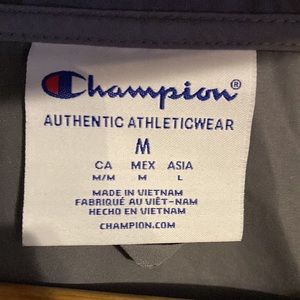 Champion®
AUTHENTIC ATHLETICWEAR
M
CA MEX ASIA
M/M M L
MADE IN VIETNAM
FABRIQUÉ AU VIÊT-NAM
HECHO EN VIETNAM
CHAMPION.COM